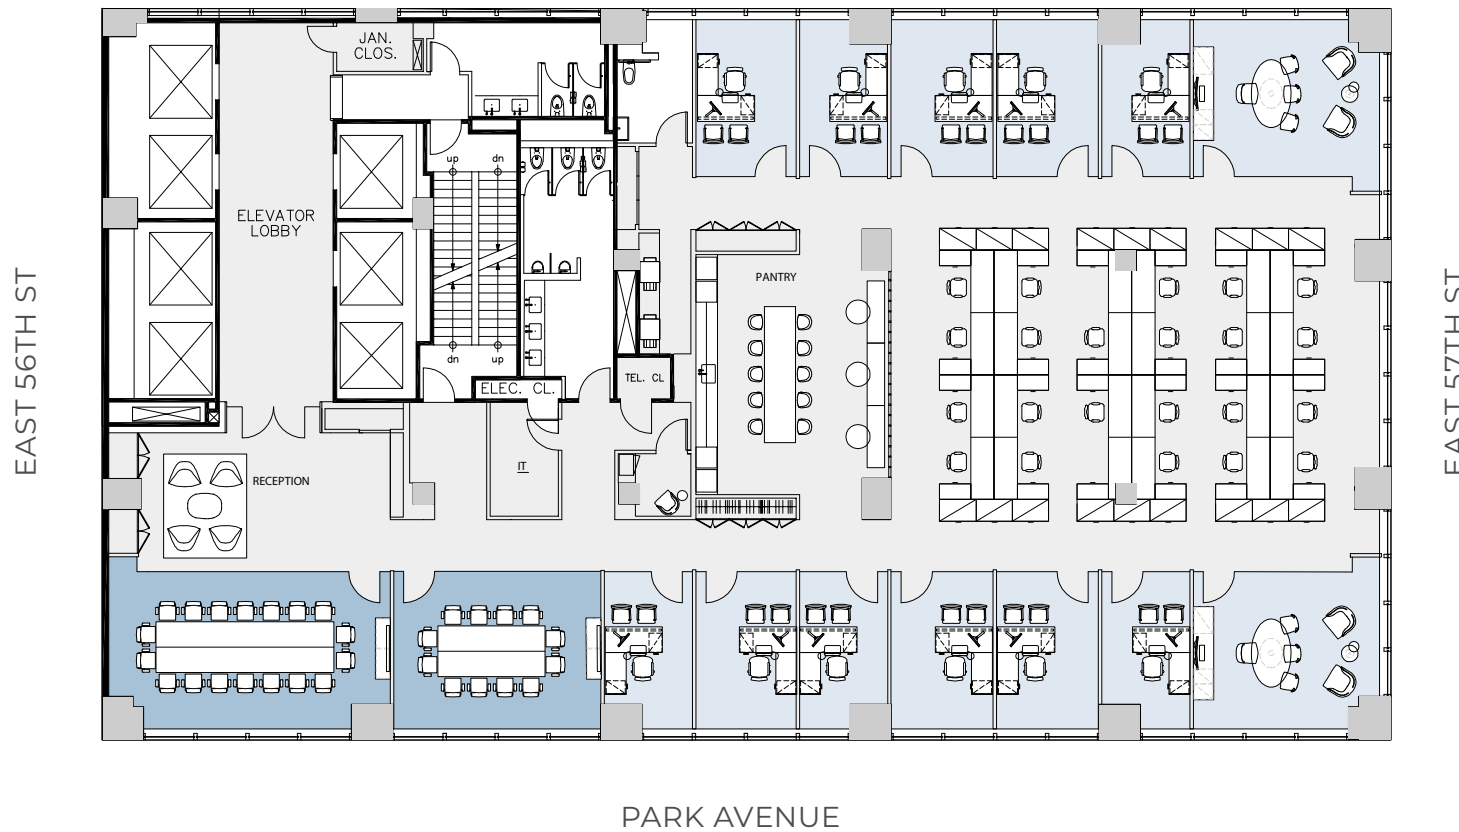 JAN.
CLOS.
up
dn
ELEVATOR
LOBBY
PANTRY
dn
up
TEL. CL
ELEC. CL.
IT
RECEPTION
EAST 56TH ST
EAST 57TH ST
PARK AVENUE